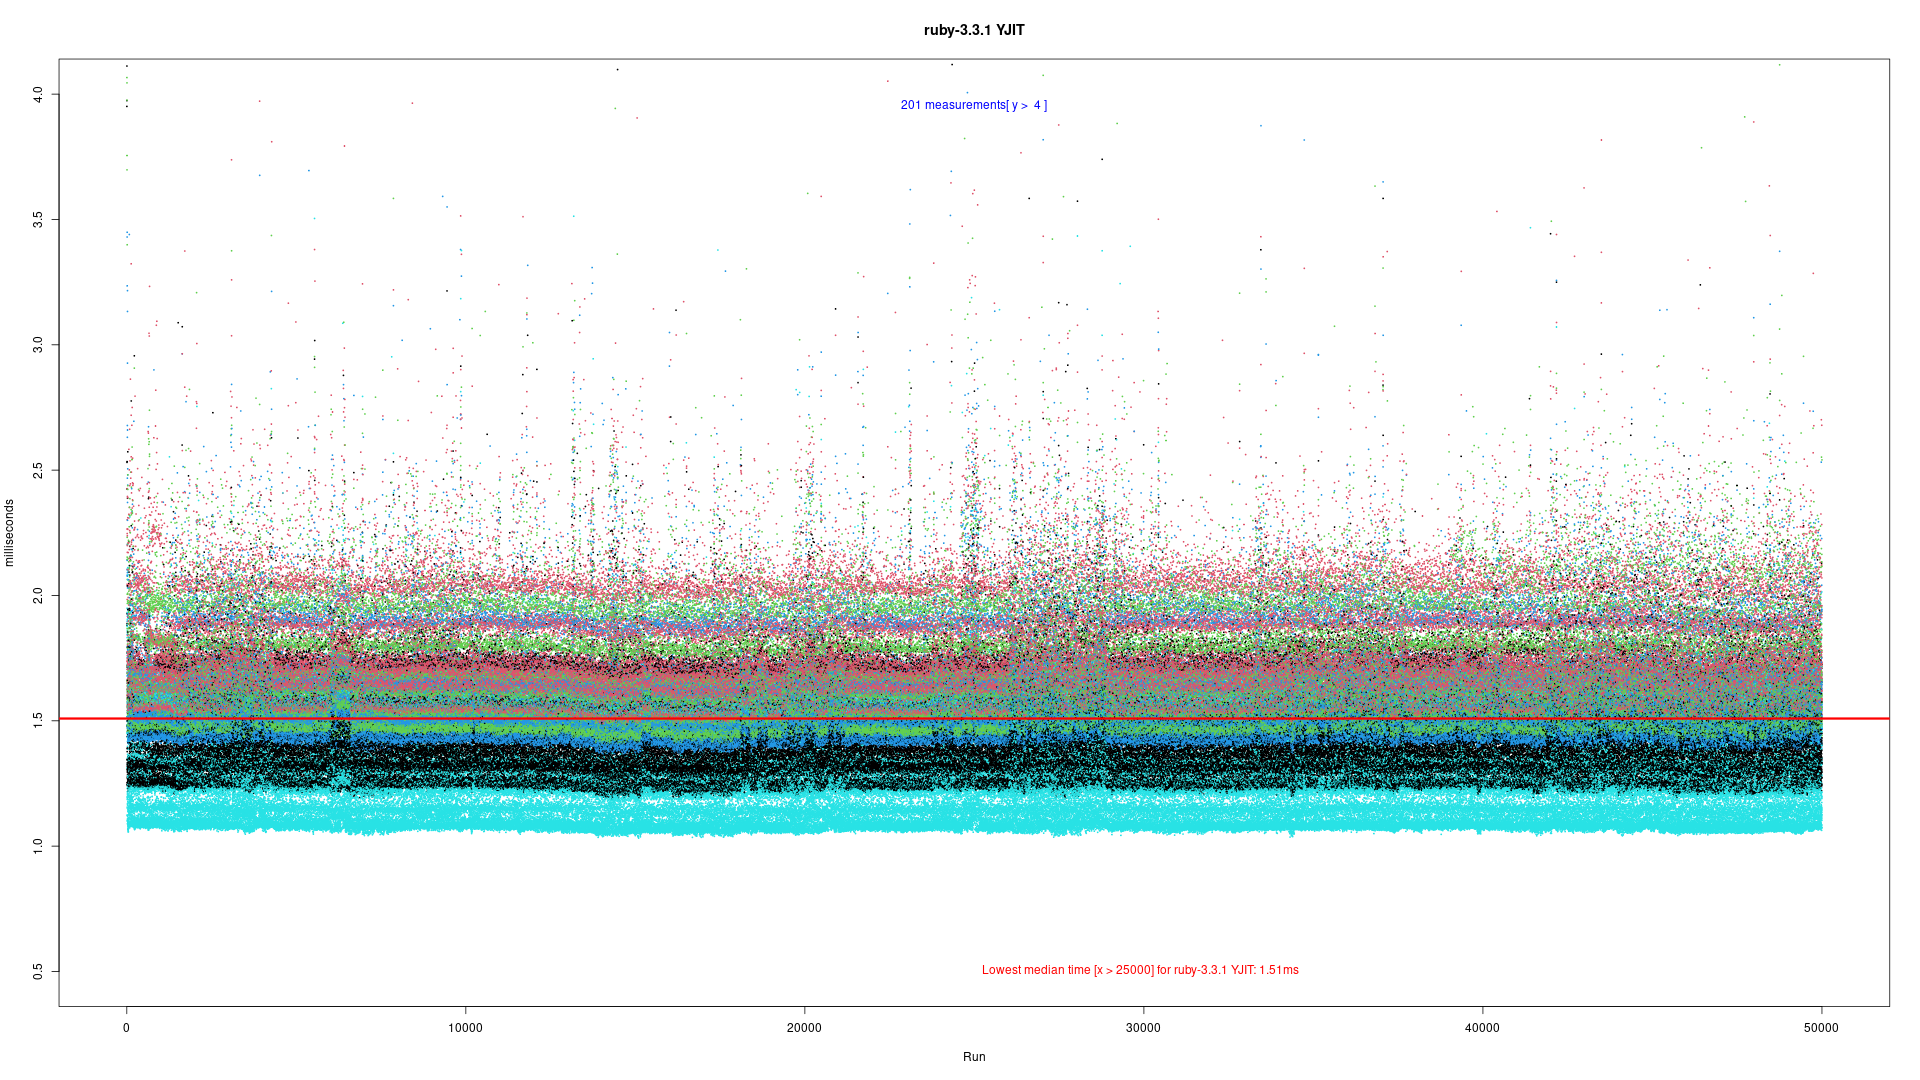 ruby-3.3.1 YJIT
201 measurements[ y >  4 ]
milliseconds
4.0
3.5
3.0
2.5
2.0
1.5
1.0
0.5
Lowest median time [x > 25000] for ruby-3.3.1 YJIT: 1.51ms
0 10000 20000 30000 40000 50000
Run